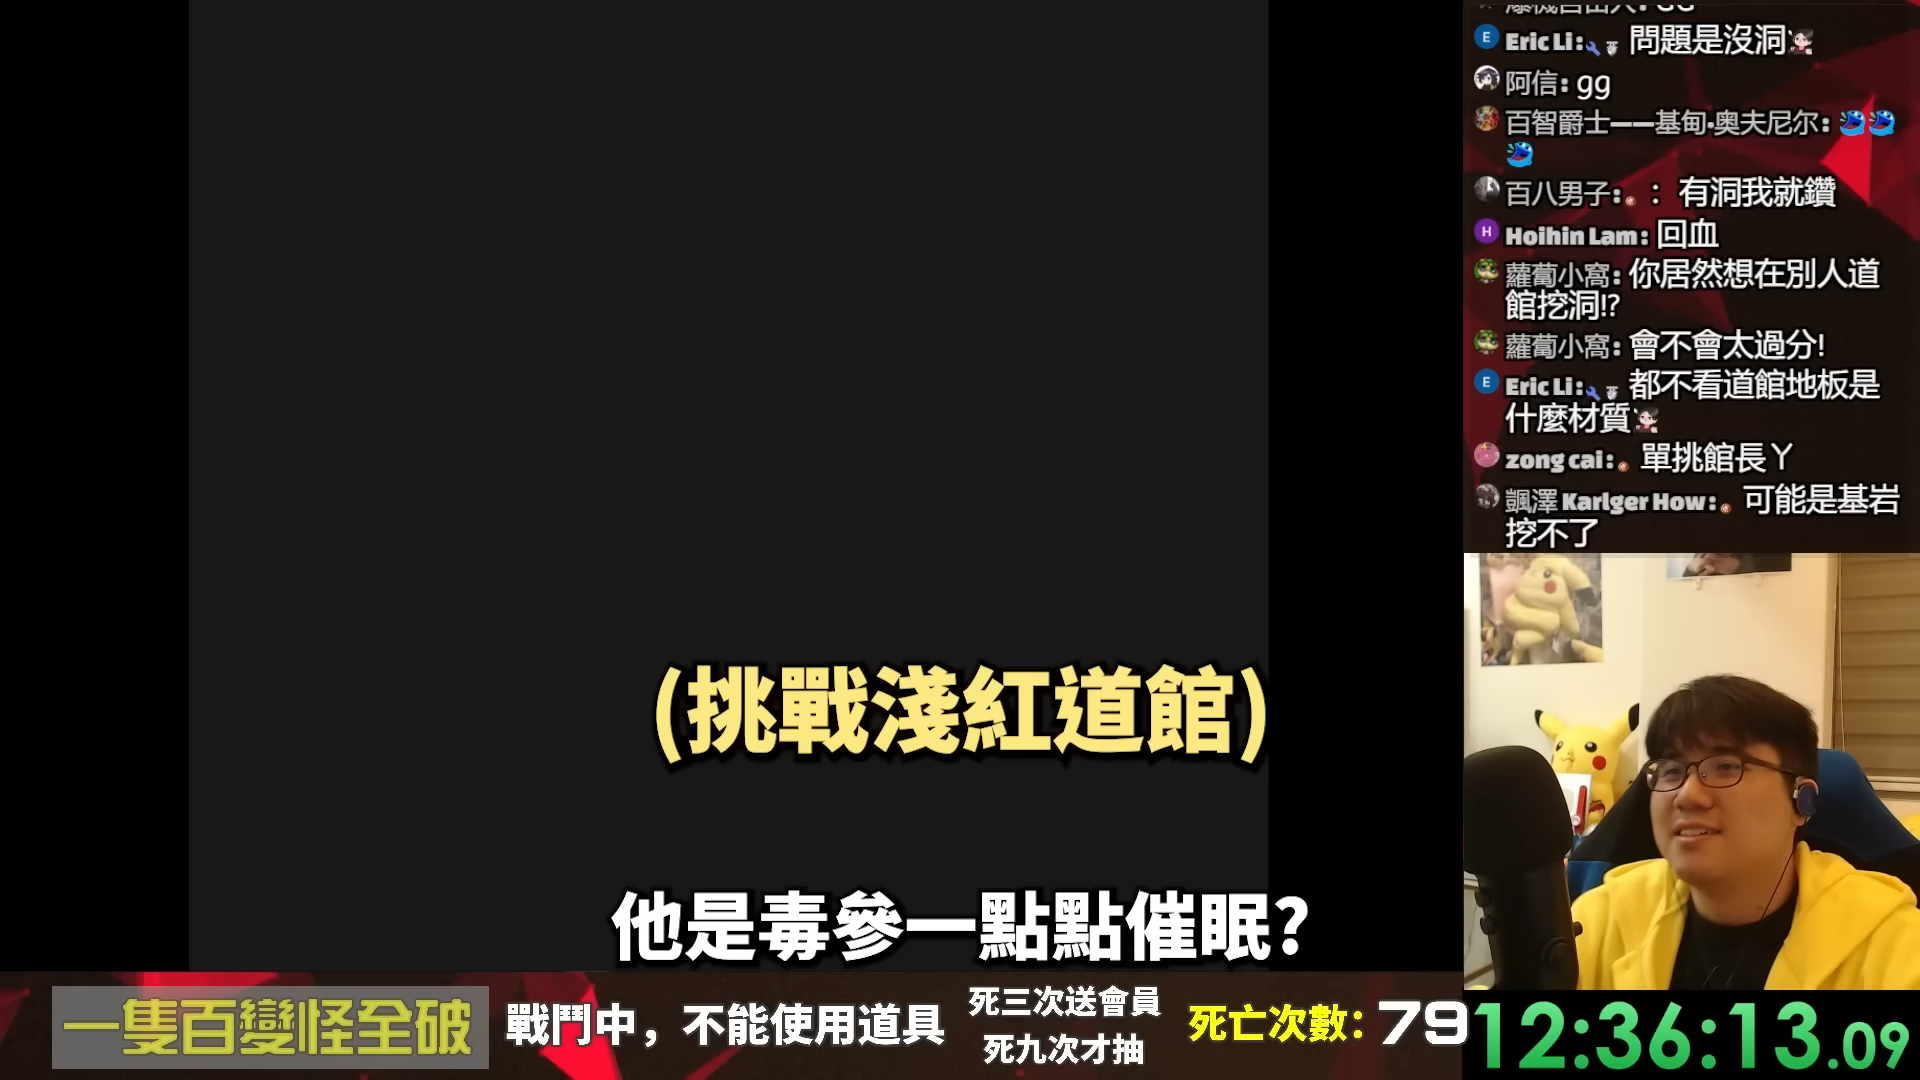 Eric Li: 問題是沒洞
阿信: gg
百智爵士——基甸·奧夫尼尔:
百八男子: ： 有洞我就鑽
Hoihin Lam: 回血
蘿蔔小窩: 你居然想在別人道
館挖洞!?
蘿蔔小窩: 會不會太過分!
Eric Li: 都不看道館地板是
什麼材質
zong cai: 單挑館長ㄚ
颯澤 Karlger How: 可能是基岩
挖不了
(挑戰淺紅道館)
他是毒參一點點催眠?
一隻百變怪全破
戰鬥中，不能使用道具
死三次送會員
死九次才抽
死亡次數: 79
12:36:13.09